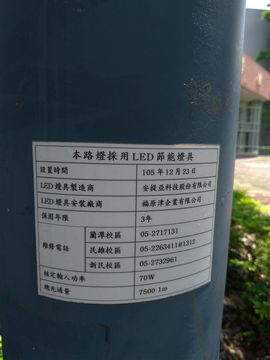 本路燈採用LED節能燈具
設置時間 105年12月23日
LED燈具製造商 安提亞科技股份有限公司
LED燈具安裝廠商 福原津企業有限公司
保固年限 3年
維修電話 蘭潭校區 05-2717131
民雄校區 05-2263411#1312
新民校區 05-2732961
核定輸入功率 70W
總光通量 7500 lm